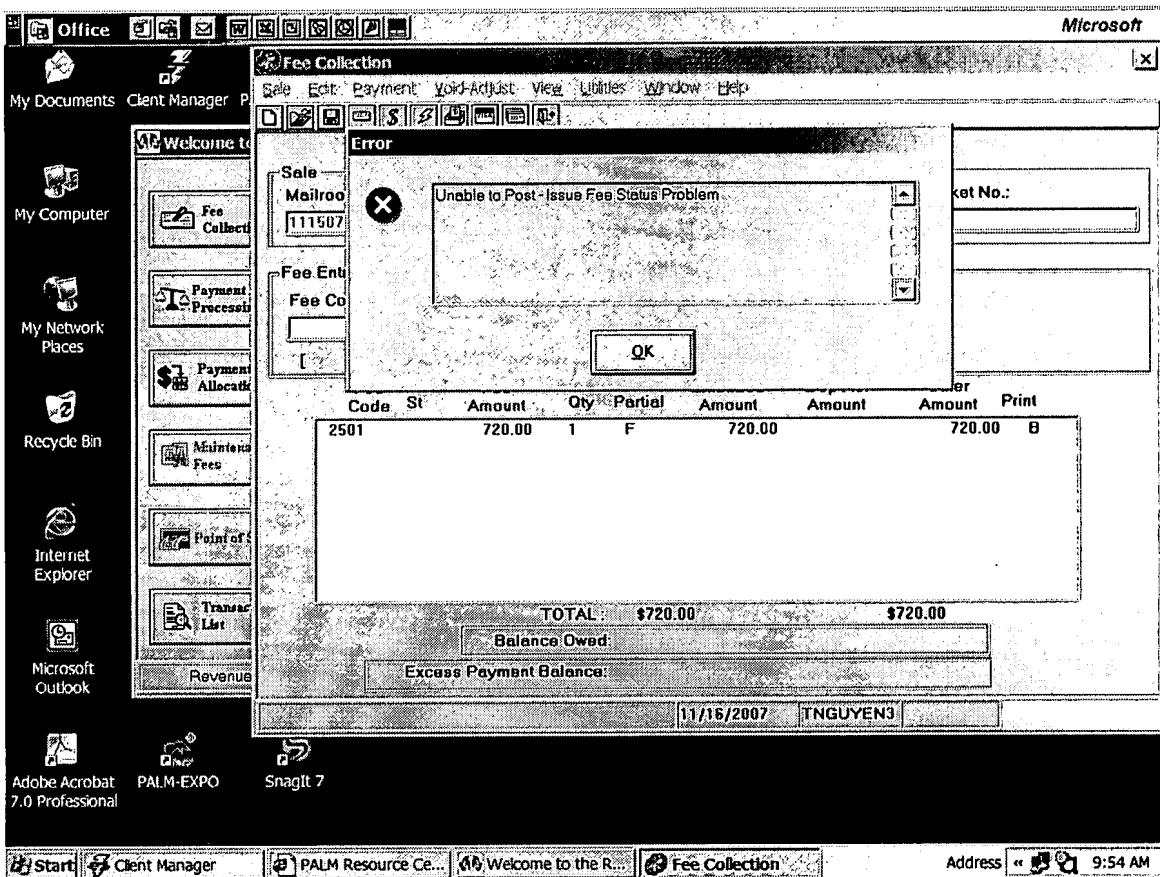 Office
Microsoft
My Documents
Client Manager
P
My Computer
My Network
Places
Recycle Bin
Internet
Explorer
Microsoft
Outlook
Adobe Acrobat
7.0 Professional
PALM-EXPO
SnagIt 7
Welcome to
Fee
Collecti
Payment
Processi
Payment
Allocati
Maintena
Fees
Point of S
Transac
List
Revenue
Fee Collection
Sale Edit Payment Void-Adjust View Utilities Window Help
Sale
Mailroo
111507
ket No.:
Fee Ent
Fee Co
[
Error
Unable to Post - Issue Fee Status Problem
OK
Code St Amount Qty Partial Amount Amount Amount Print
2501 720.00 1 F 720.00 720.00 B
TOTAL: $720.00 $720.00
Balance Owed:
Excess Payment Balance:
11/16/2007 TNGUYEN3
Start Client Manager PALM Resource Ce... Welcome to the R... Fee Collection Address « 9:54 AM